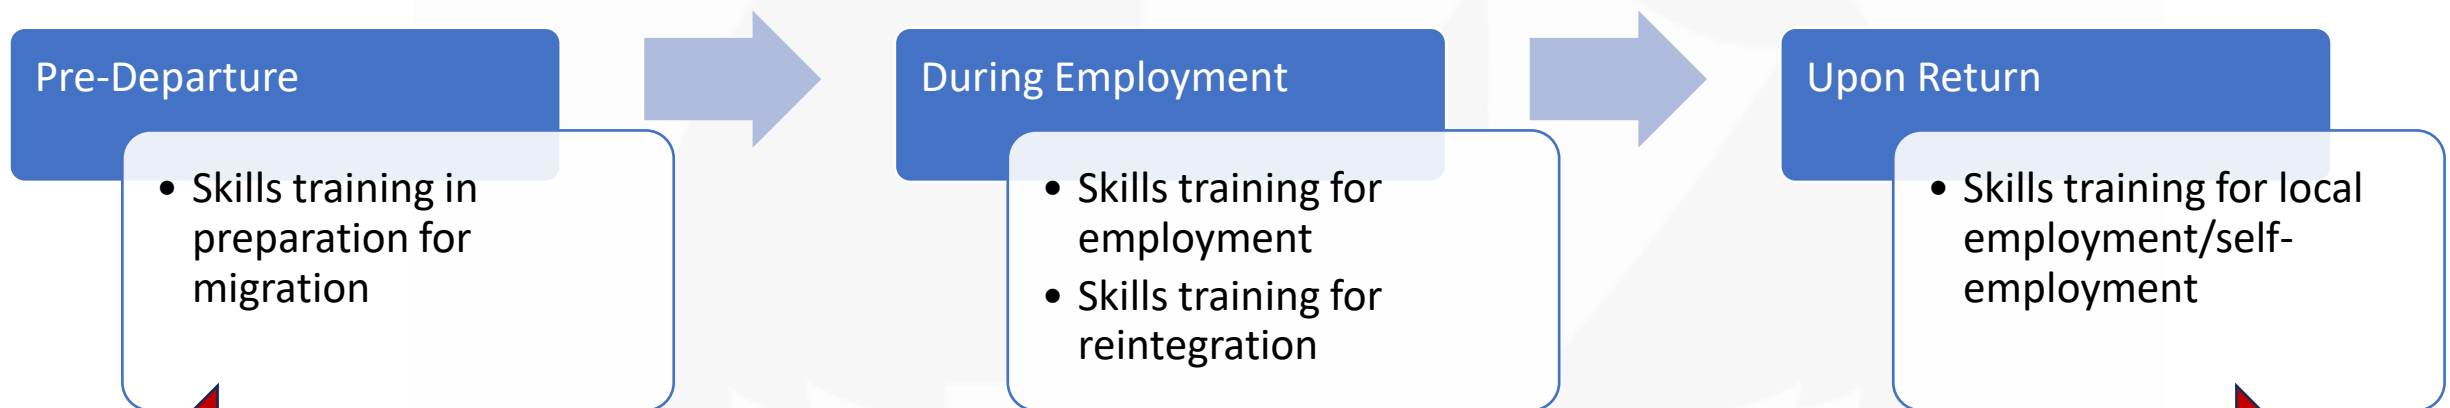 Pre-Departure
• Skills training in
preparation for
migration
During Employment
• Skills training for
employment
• Skills training for
reintegration
Upon Return
• Skills training for local
employment/self-
employment